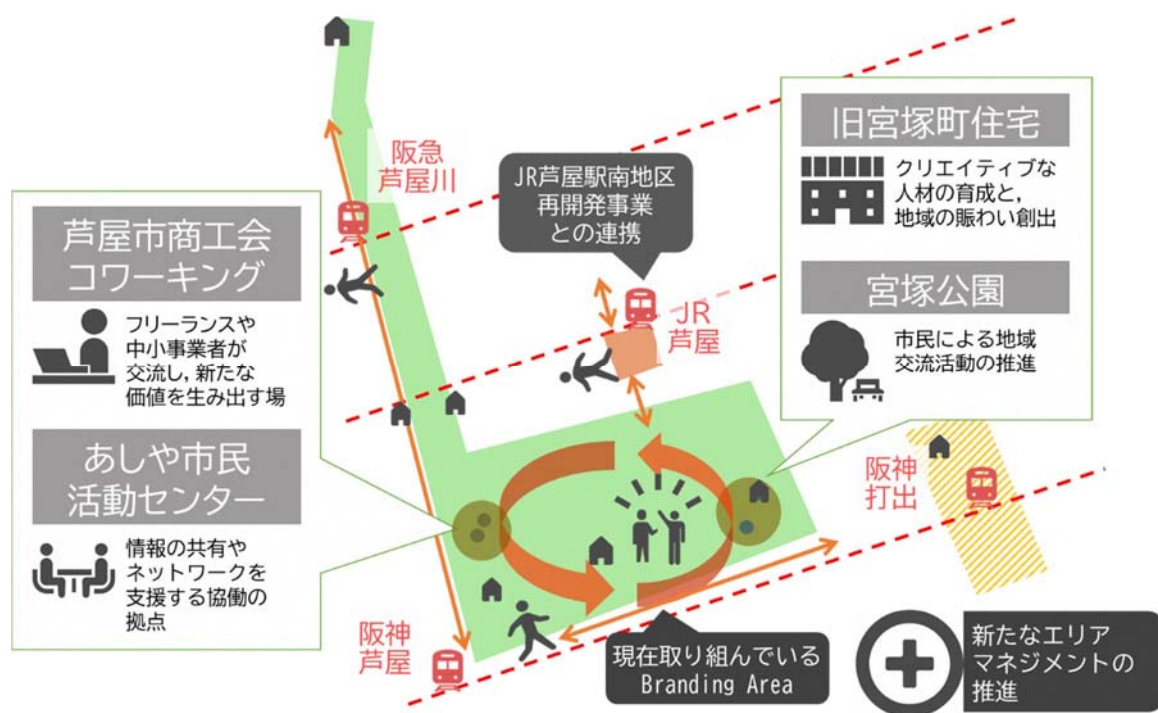 阪急
芦屋川
JR芦屋駅南地区
再開発事業
との連携
旧宮塚町住宅
クリエイティブな
人材の育成と,
地域の賑わい創出
宮塚公園
市民による地域
交流活動の推進
芦屋市商工会
コワーキング
フリーランスや
中小事業者が
交流し,新たな
価値を生み出す場
あしや市民
活動センター
情報の共有や
ネットワークを
支援する協働の
拠点
JR
芦屋
阪神
打出
阪神
芦屋
現在取り組んでいる
Branding Area
新たなエリア
マネジメントの
推進